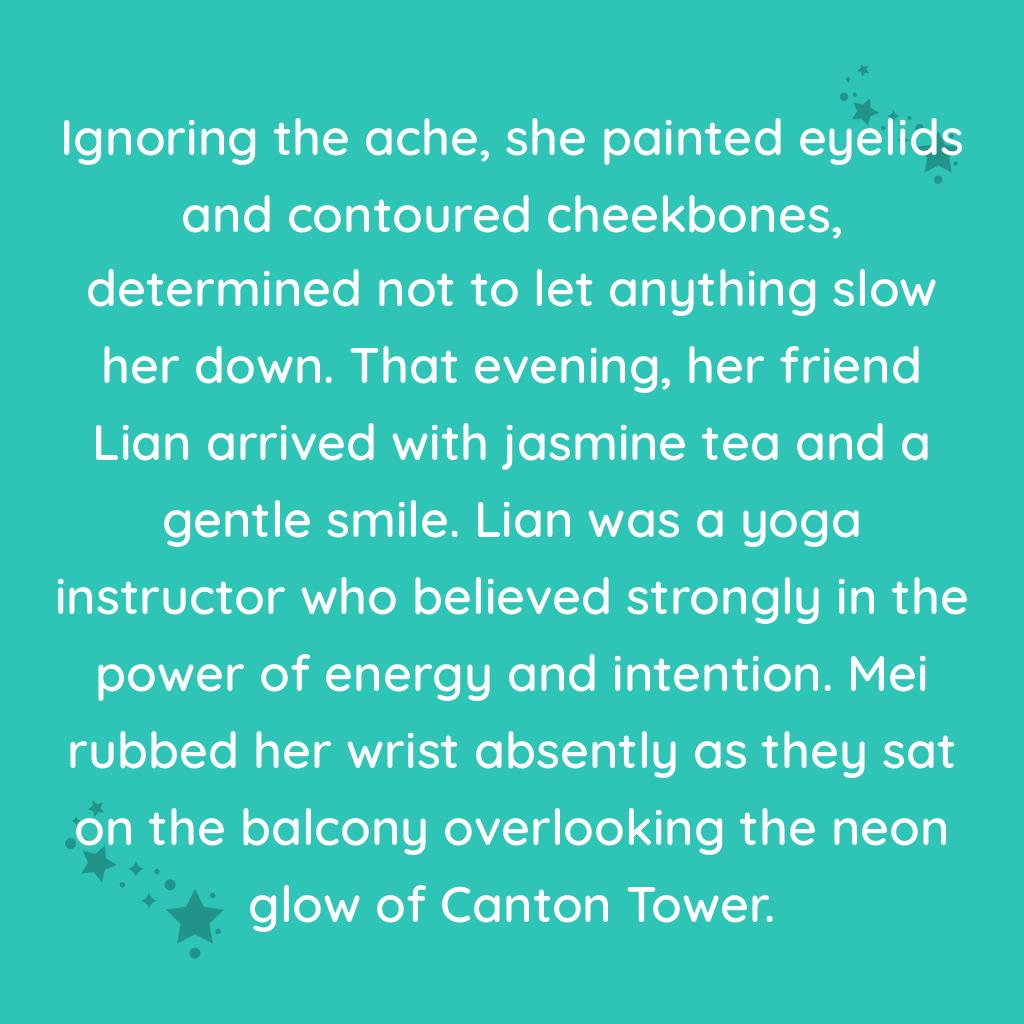 Ignoring the ache, she painted eyelids
and contoured cheekbones,
determined not to let anything slow
her down. That evening, her friend
Lian arrived with jasmine tea and a
gentle smile. Lian was a yoga
instructor who believed strongly in the
power of energy and intention. Mei
rubbed her wrist absently as they sat
on the balcony overlooking the neon
glow of Canton Tower.